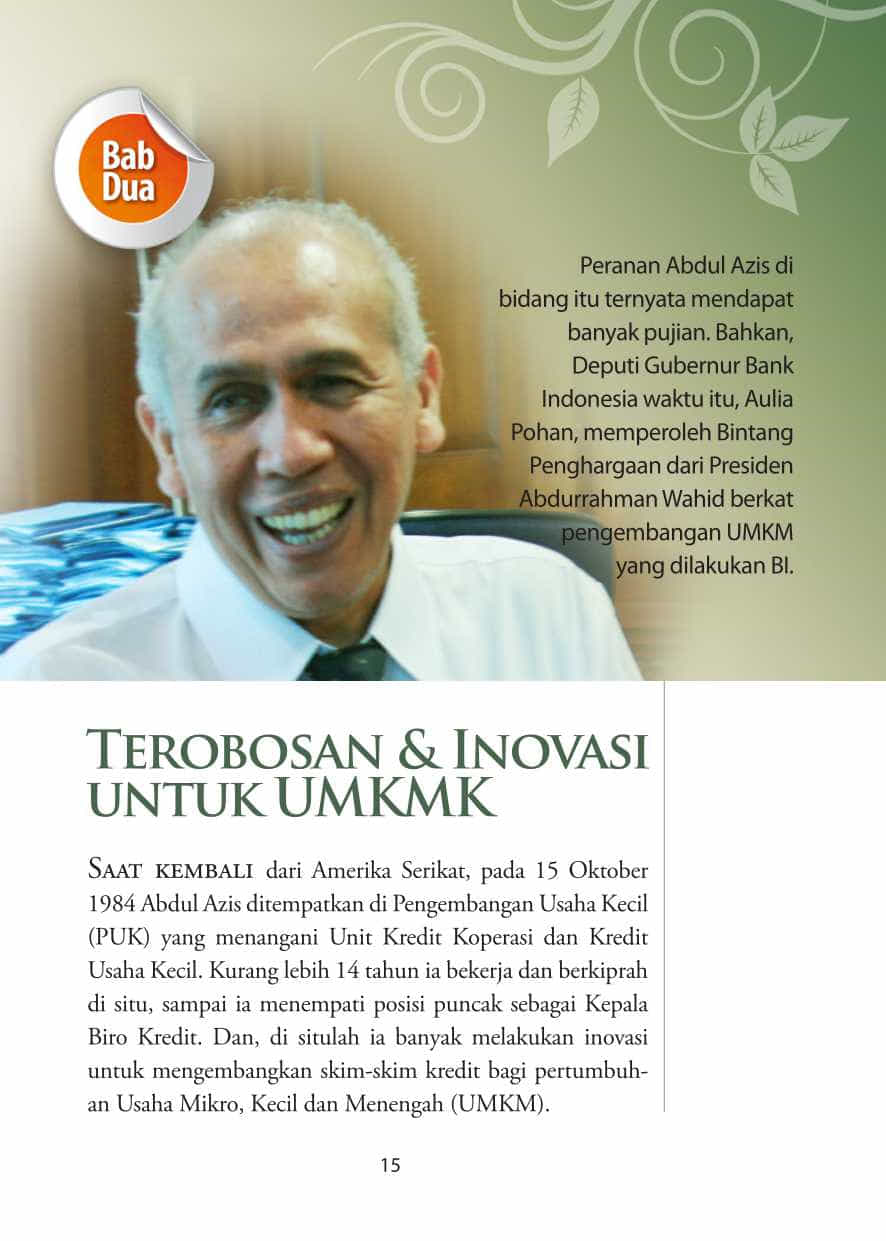 Bab
Dua
Peranan Abdul Azis di
bidang itu ternyata mendapat
banyak pujian. Bahkan,
Deputi Gubernur Bank
Indonesia waktu itu, Aulia
Pohan, memperoleh Bintang
Penghargaan dari Presiden
Abdurrahman Wahid berkat
pengembangan UMKM
yang dilakukan BI.
TEROBOSAN & INOVASI
UNTUK UMKMK
SAAT KEMBALI dari Amerika Serikat, pada 15 Oktober
1984 Abdul Azis ditempatkan di Pengembangan Usaha Kecil
(PUK) yang menangani Unit Kredit Koperasi dan Kredit
Usaha Kecil. Kurang lebih 14 tahun ia bekerja dan berkiprah
di situ, sampai ia menempati posisi puncak sebagai Kepala
Biro Kredit. Dan, di situlah ia banyak melakukan inovasi
untuk mengembangkan skim-skim kredit bagi pertumbuh-
an Usaha Mikro, Kecil dan Menengah (UMKM).
15